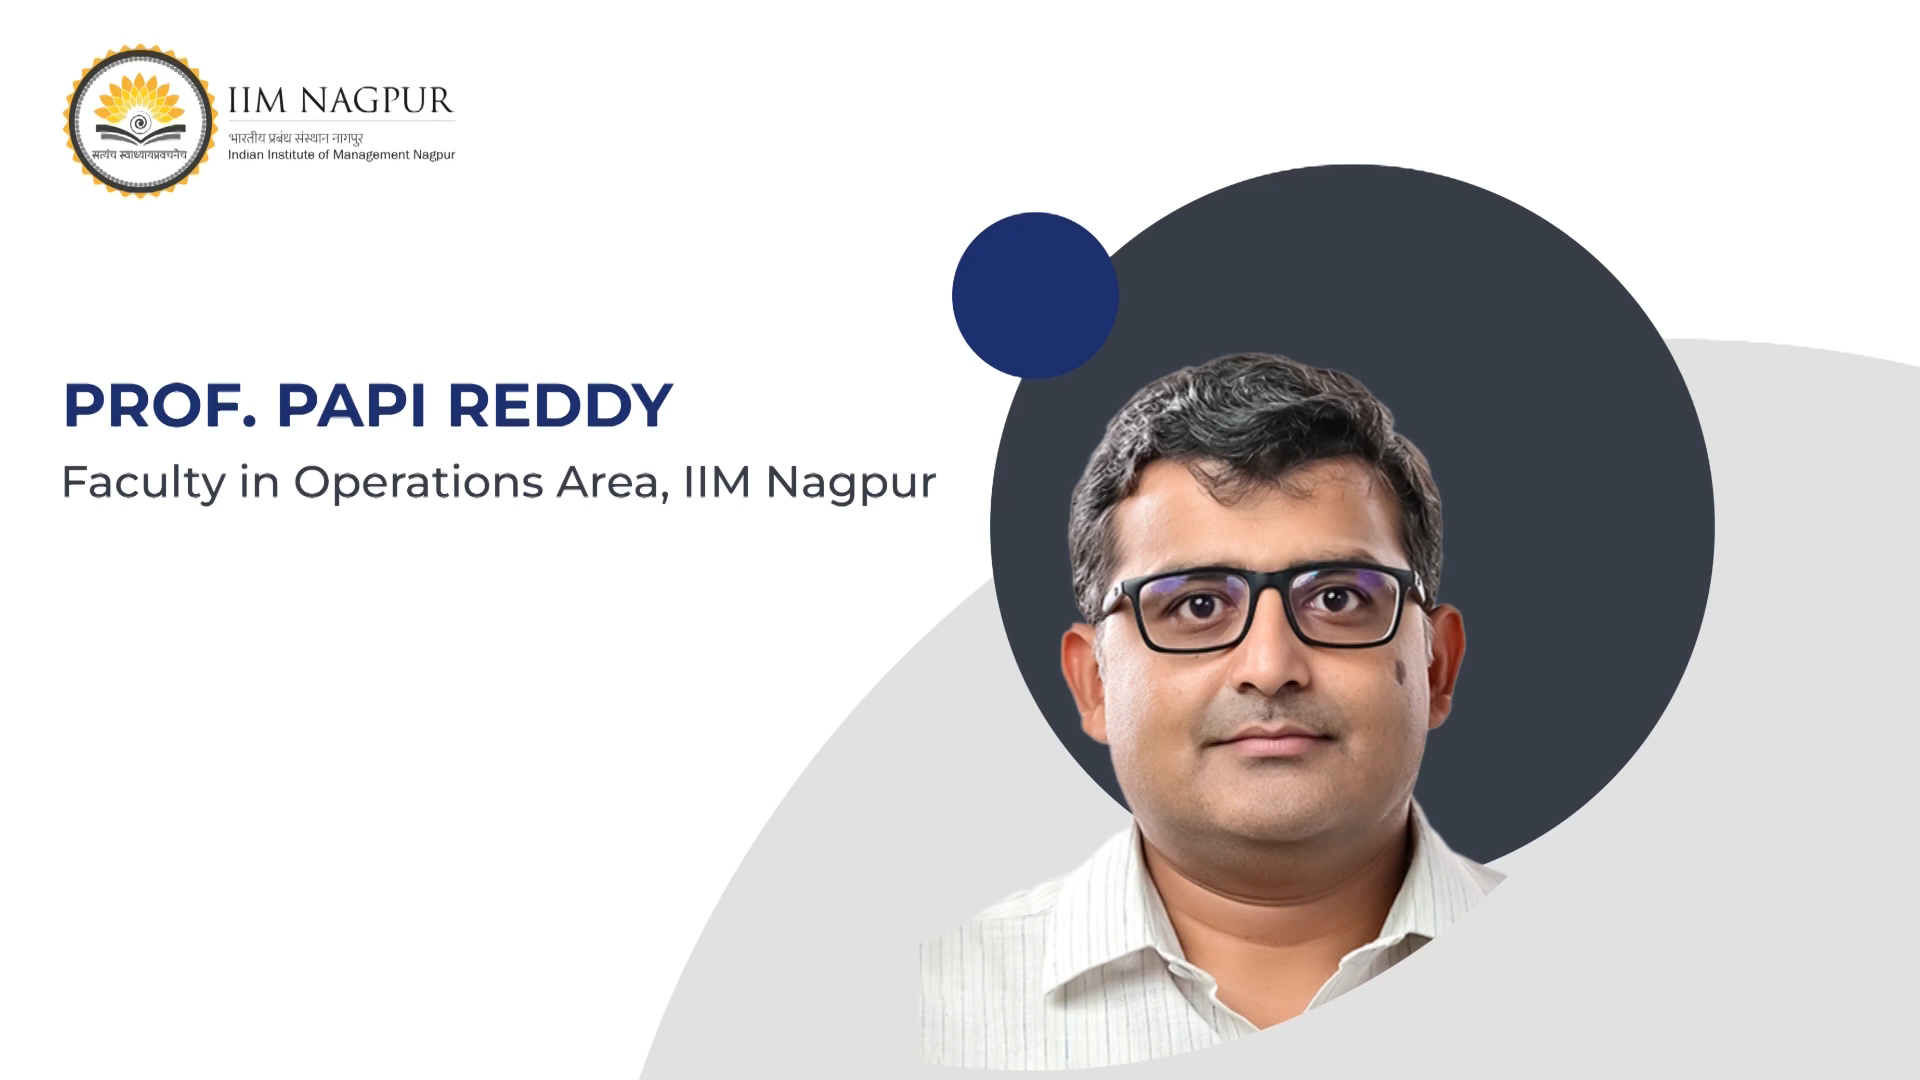 IIM NAGPUR
भारतीय प्रबंध संस्थान नागपुर
Indian Institute of Management Nagpur
सत्यंच स्वाध्यायप्रवचनेच
PROF. PAPI REDDY
Faculty in Operations Area, IIM Nagpur